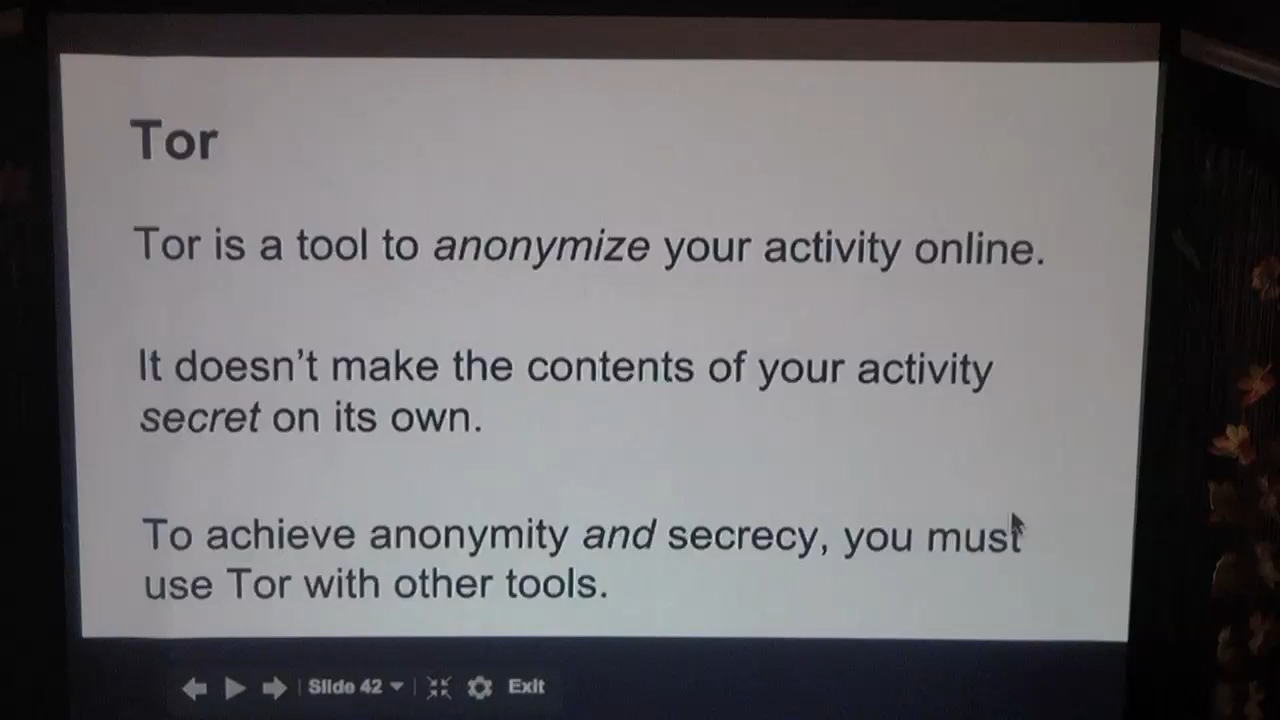 Tor
Tor is a tool to anonymize your activity online.
It doesn't make the contents of your activity
secret on its own.
To achieve anonymity and secrecy, you must
use Tor with other tools.
Slide 42
Exit